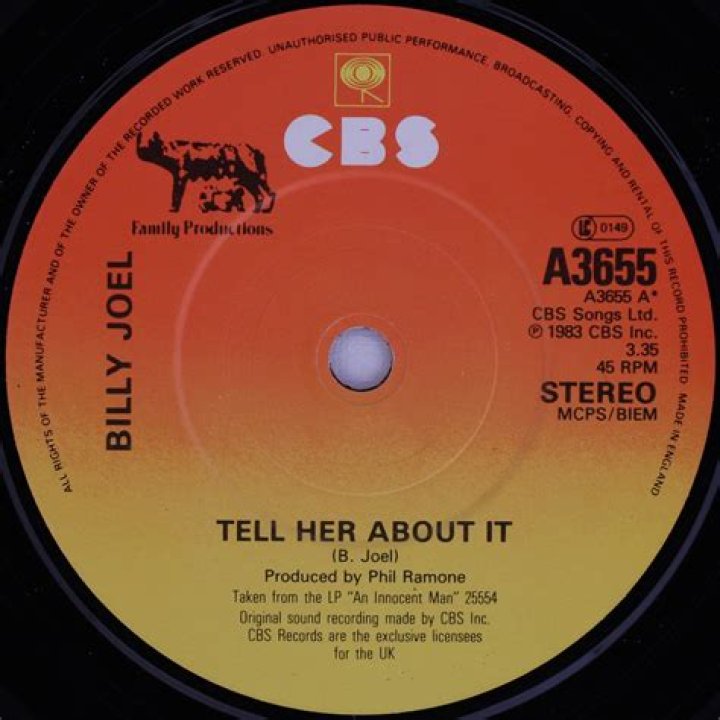 ALL RIGHTS OF THE MANUFACTURER AND OF THE OWNER OF THE RECORDED WORK RESERVED. UNAUTHORISED PUBLIC PERFORMANCE, BROADCASTING, COPYING AND RENTAL OF THIS RECORD PROHIBITED. MADE IN ENGLAND
CBS
Family Productions
BILLY JOEL
LC 0149
A3655
A3655 A*
CBS Songs Ltd.
℗ 1983 CBS Inc.
3.35
45 RPM
STEREO
MCPS/BIEM
TELL HER ABOUT IT
(B. Joel)
Produced by Phil Ramone
Taken from the LP "An Innocent Man" 25554
Original sound recording made by CBS Inc.
CBS Records are the exclusive licensees
for the UK